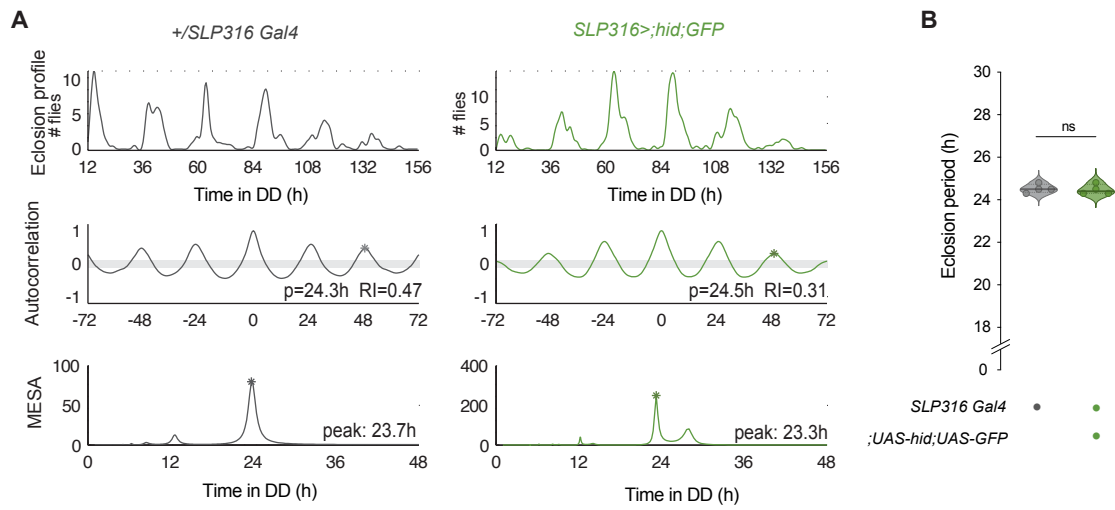 A
+/SLP316 Gal4
SLP316>;hid;GFP
B
Eclosion profile
# flies
10
5
0
12 36 60 84 108 132 156
Time in DD (h)
# flies
10
5
0
12 36 60 84 108 132 156
Time in DD (h)
Autocorrelation
1
0
-1
p=24.3h RI=0.47
-72 -48 -24 0 24 48 72
1
0
-1
p=24.5h RI=0.31
-72 -48 -24 0 24 48 72
MESA
100
50
0
peak: 23.7h
0 12 24 36 48
Time in DD (h)
400
200
0
peak: 23.3h
0 12 24 36 48
Time in DD (h)
Eclosion period (h)
30
28
26
24
22
20
18
0
ns
SLP316 Gal4
;UAS-hid;UAS-GFP